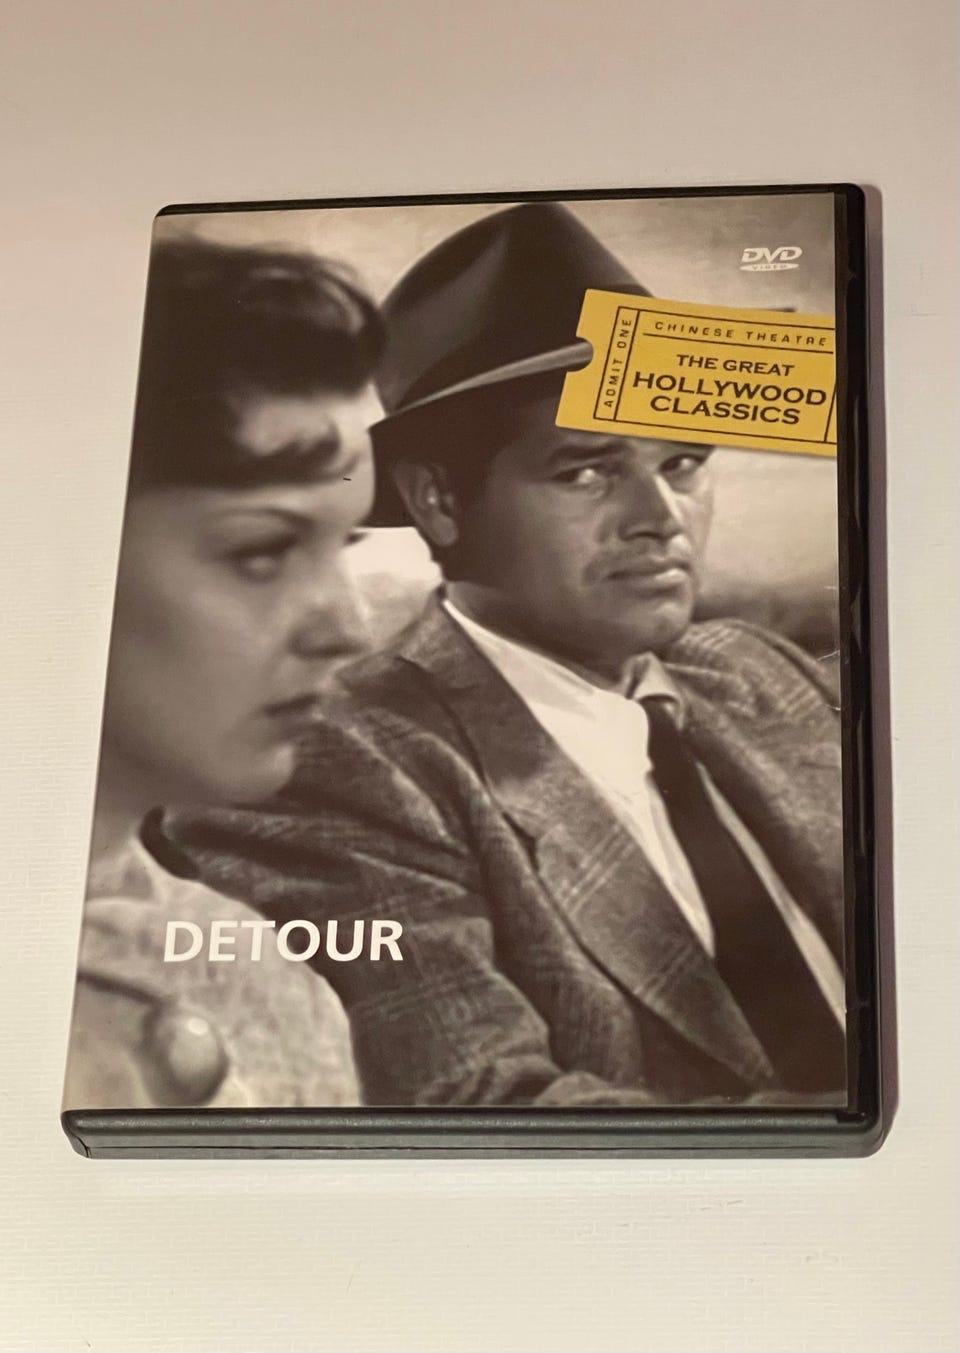 DVD
VIDEO
ADMIT ONE
CHINESE THEATRE
THE GREAT
HOLLYWOOD
CLASSICS
DETOUR